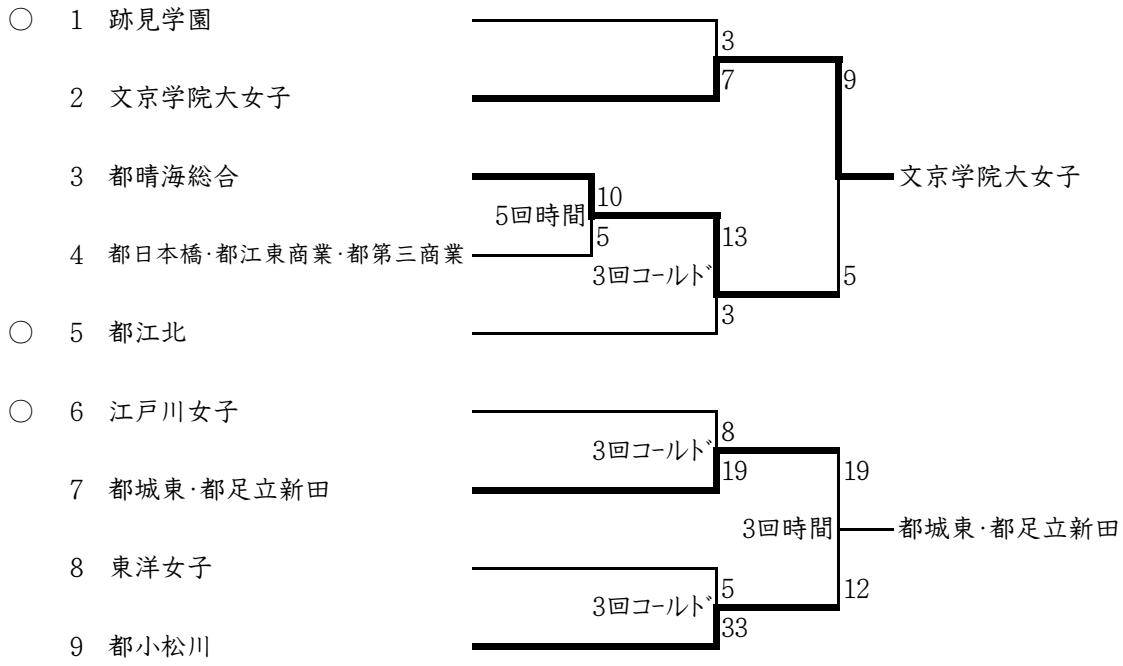 ○ 1 跡見学園
3
7
9
2 文京学院大女子
3 都晴海総合
文京学院大女子
10
5回時間
5
13
4 都日本橋･都江東商業･都第三商業
3回コールド
5
3
○ 5 都江北
○ 6 江戸川女子
8
3回コールド
19
19
7 都城東･都足立新田
3回時間
都城東･都足立新田
8 東洋女子
5
12
3回コールド
33
9 都小松川